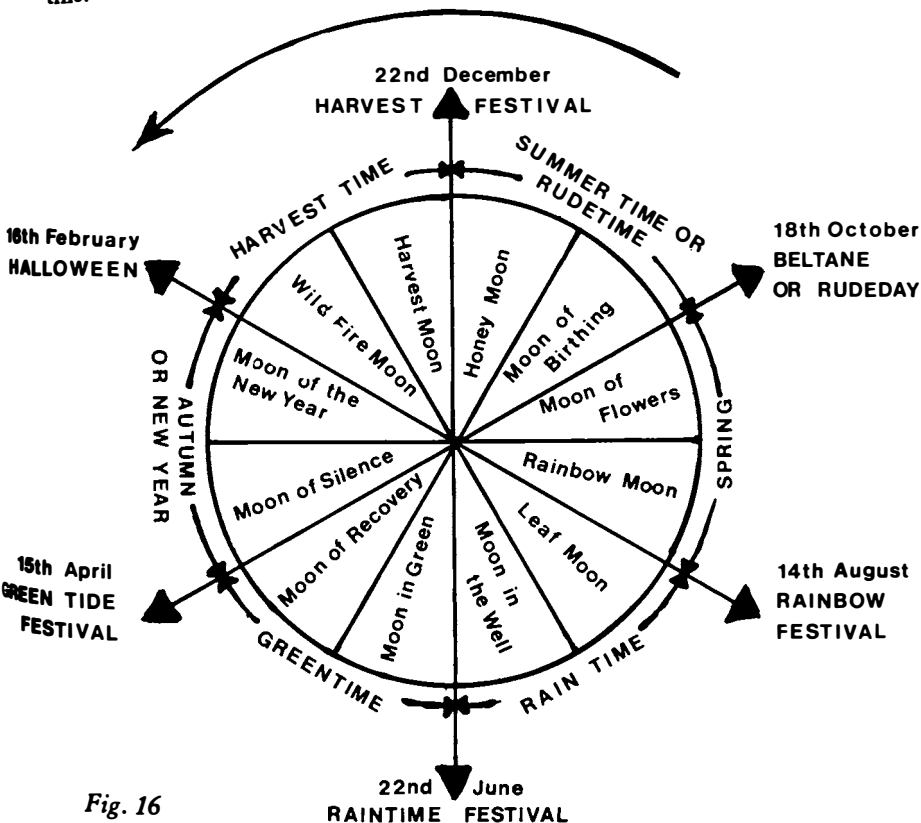 22nd December
HARVEST FESTIVAL
SUMMER TIME OR
RUDETIME
HARVEST TIME
16th February
HALLOWEEN
18th October
BELTANE
OR RUDEDAY
Harvest Moon
Honey Moon
Wild Fire Moon
Moon of
Birthing
Moon of the
New Year
Moon of
Flowers
AUTUMN
OR NEW YEAR
SPRING
Moon of Silence
Rainbow Moon
Moon of Recovery
Leaf Moon
Moon in Green
Moon in
the Well
15th April
GREEN TIDE
FESTIVAL
14th August
RAINBOW
FESTIVAL
GREENTIME
RAIN TIME
22nd June
RAINTIME FESTIVAL
Fig. 16